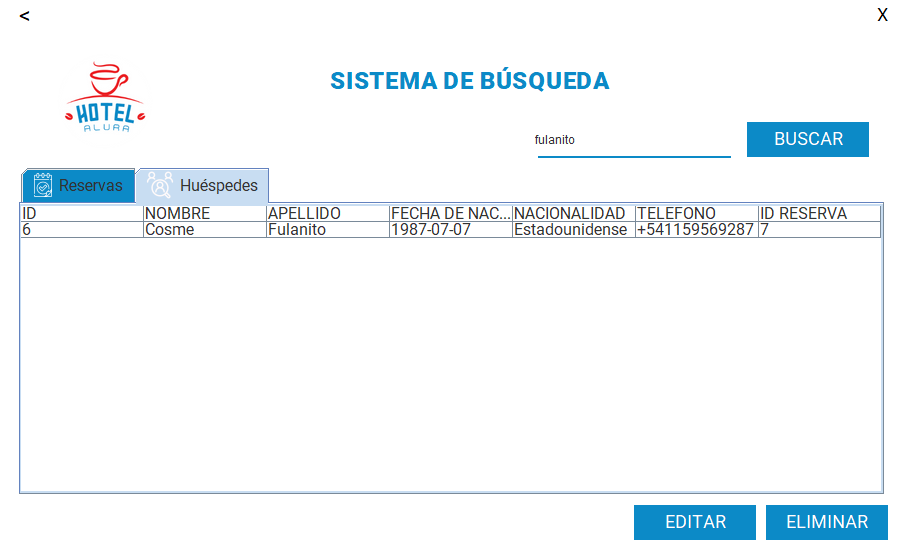 < X
HOTEL
ALURA
SISTEMA DE BÚSQUEDA
fulanito BUSCAR
Reservas Huéspedes
ID NOMBRE APELLIDO FECHA DE NAC... NACIONALIDAD TELEFONO ID RESERVA
6 Cosme Fulanito 1987-07-07 Estadounidense +541159569287 7
EDITAR ELIMINAR